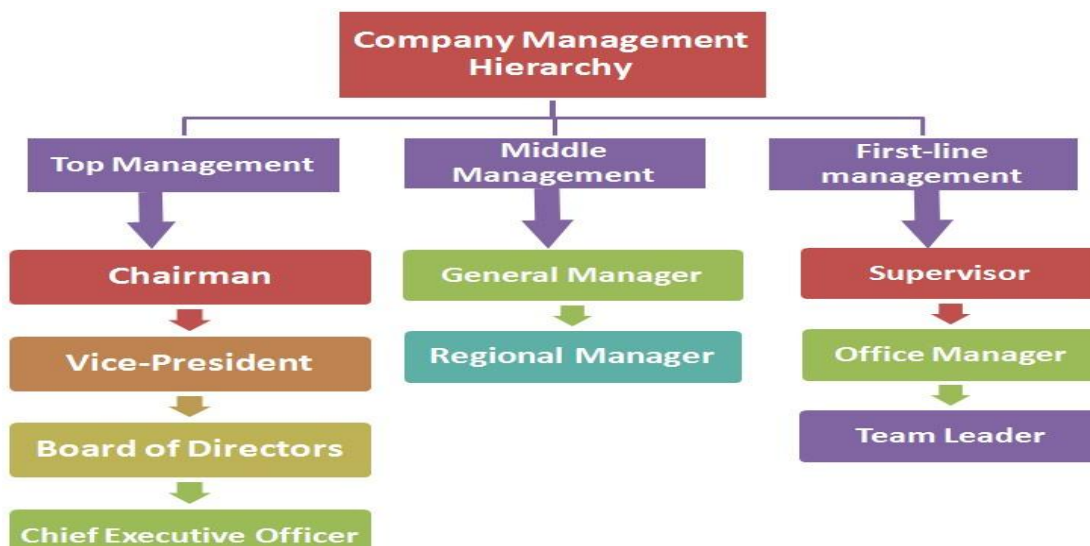 Company Management
Hierarchy
Top Management
Middle
Management
First-line
management
Chairman
Vice-President
Board of Directors
Chief Executive Officer
General Manager
Regional Manager
Supervisor
Office Manager
Team Leader